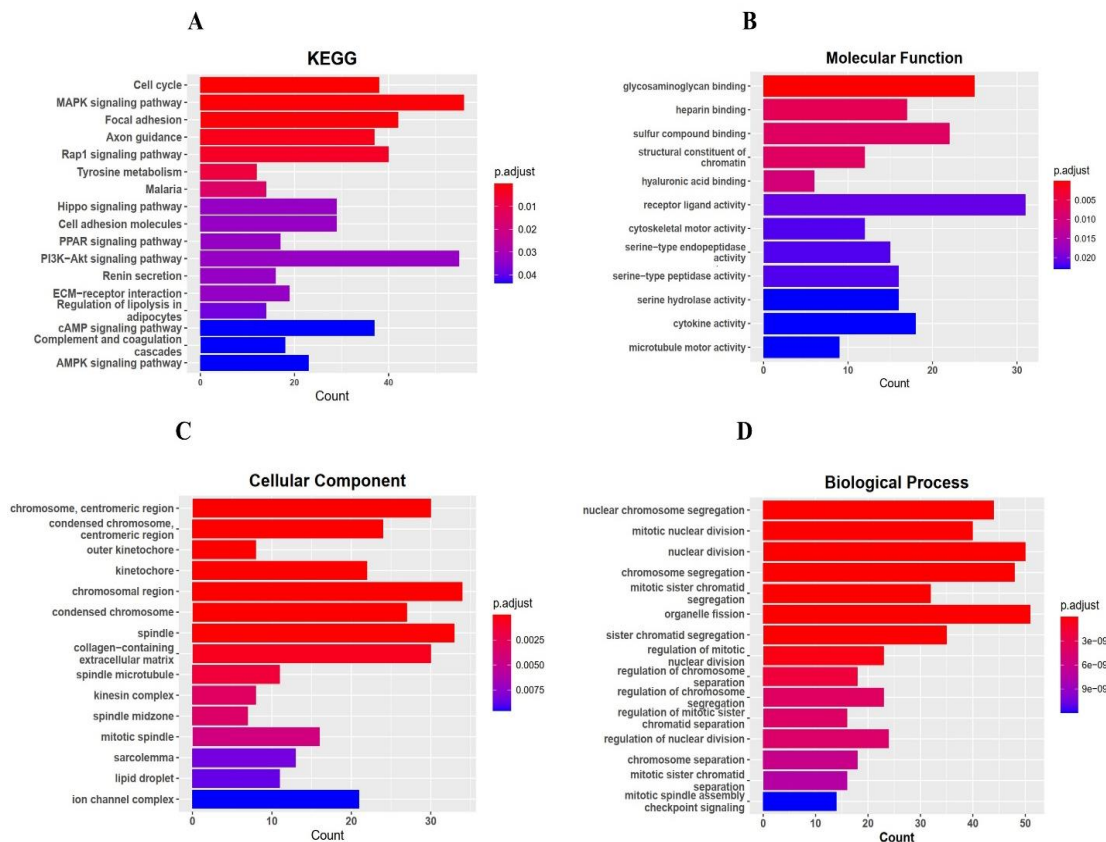 A
KEGG
Cell cycle
MAPK signaling pathway
Focal adhesion
Axon guidance
Rap1 signaling pathway
Tyrosine metabolism
Malaria
Hippo signaling pathway
Cell adhesion molecules
PPAR signaling pathway
PI3K−Akt signaling pathway
Renin secretion
ECM−receptor interaction
Regulation of lipolysis in
adipocytes
cAMP signaling pathway
Complement and coagulation
cascades
AMPK signaling pathway
0 20 40
Count
p.adjust
0.01
0.02
0.03
0.04
B
Molecular Function
glycosaminoglycan binding
heparin binding
sulfur compound binding
structural constituent of
chromatin
hyaluronic acid binding
receptor ligand activity
cytoskeletal motor activity
serine−type endopeptidase
activity
serine−type peptidase activity
serine hydrolase activity
cytokine activity
microtubule motor activity
0 10 20 30
Count
p.adjust
0.005
0.010
0.015
0.020
C
Cellular Component
chromosome, centromeric region
condensed chromosome,
centromeric region
outer kinetochore
kinetochore
chromosomal region
condensed chromosome
spindle
collagen−containing
extracellular matrix
spindle microtubule
kinesin complex
spindle midzone
mitotic spindle
sarcolemma
lipid droplet
ion channel complex
0 10 20 30
Count
p.adjust
0.0025
0.0050
0.0075
D
Biological Process
nuclear chromosome segregation
mitotic nuclear division
nuclear division
chromosome segregation
mitotic sister chromatid
segregation
organelle fission
sister chromatid segregation
regulation of mitotic
nuclear division
regulation of chromosome
separation
regulation of chromosome
segregation
regulation of mitotic sister
chromatid separation
regulation of nuclear division
chromosome separation
mitotic sister chromatid
separation
mitotic spindle assembly
checkpoint signaling
0 10 20 30 40 50
Count
p.adjust
3e−09
6e−09
9e−09